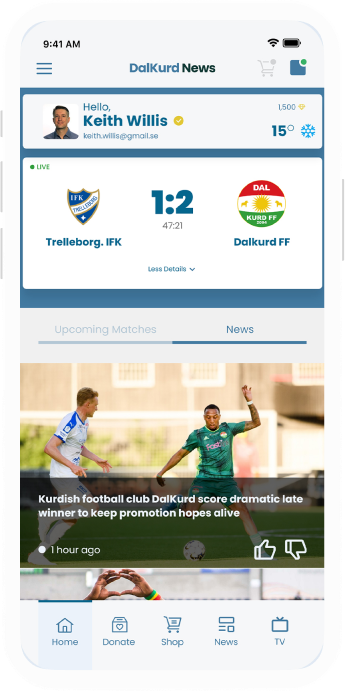 9:41 AM
DalKurd News
Hello,
1,500
Keith Willis
15°
keith.willis@gmail.se
LIVE
IFK
TRELLEBORG
DAL
KURD FF
2004
1:2
47:21
Trelleborg. IFK
Dalkurd FF
Less Details
Upcoming Matches
News
Kurdish football club DalKurd score dramatic late
winner to keep promotion hopes alive
1 hour ago
Home
Donate
Shop
News
TV